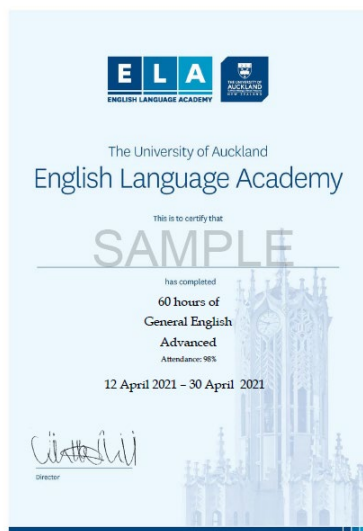 ELA
ENGLISH LANGUAGE ACADEMY
THE UNIVERSITY OF
AUCKLAND
NEW ZEALAND
The University of Auckland
English Language Academy
This is to certify that
SAMPLE
has completed
60 hours of
General English
Advanced
Attendance: 98%
12 April 2021 – 30 April 2021
Director